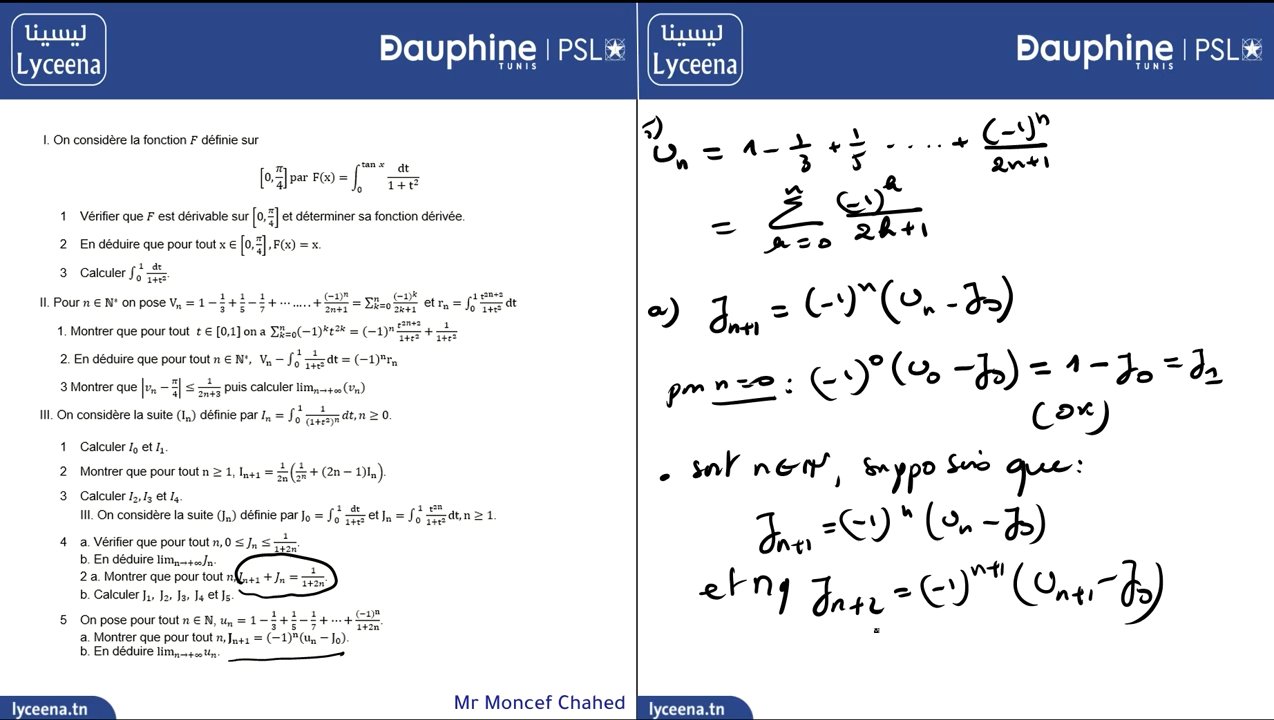 ليسينا
Lyceena
Dauphine | PSL
TUNIS
I. On considère la fonction F définie sur
[0, π/4] par F(x) = ∫₀^{tan x} dt/(1 + t²)
1 Vérifier que F est dérivable sur [0, π/4] et déterminer sa fonction dérivée.
2 En déduire que pour tout x ∈ [0, π/4], F(x) = x.
3 Calculer ∫₀¹ dt/(1+t²).
II. Pour n ∈ ℕ* on pose Vₙ = 1 − 1/3 + 1/5 − 1/7 + ⋯ ..… + (−1)ⁿ/(2n+1) = ∑ₖ₌₀ⁿ (−1)ᵏ/(2k+1) et rₙ = ∫₀¹ t²ⁿ⁺²/(1+t²) dt
1. Montrer que pour tout t ∈ [0,1] on a ∑ₖ₌₀ⁿ(−1)ᵏt²ᵏ = (−1)ⁿ t²ⁿ⁺²/(1+t²) + 1/(1+t²)
2. En déduire que pour tout n ∈ ℕ*, Vₙ − ∫₀¹ 1/(1+t²) dt = (−1)ⁿrₙ
3 Montrer que |vₙ − π/4| ≤ 1/(2n+3) puis calculer limₙ→₊∞(vₙ)
III. On considère la suite (Iₙ) définie par Iₙ = ∫₀¹ 1/(1+t²)ⁿ dt, n ≥ 0.
1 Calculer I₀ et I₁.
2 Montrer que pour tout n ≥ 1, Iₙ₊₁ = 1/2n (1/2ⁿ + (2n − 1)Iₙ).
3 Calculer I₂, I₃ et I₄.
III. On considère la suite (Jₙ) définie par J₀ = ∫₀¹ dt/(1+t²) et Jₙ = ∫₀¹ t²ⁿ/(1+t²) dt, n ≥ 1.
4 a. Vérifier pour tout n, 0 ≤ Jₙ ≤ 1/(1+2n).
b. En déduire limₙ→₊∞Jₙ.
2 a. Montrer que pour tout n, Jₙ₊₁ + Jₙ = 1/(1+2n).
b. Calculer J₁, J₂, J₃, J₄ et J₅.
5 On pose pour tout n ∈ ℕ, uₙ = 1 − 1/3 + 1/5 − 1/7 + ⋯ + (−1)ⁿ/(1+2n).
a. Montrer que pour tout n, Jₙ₊₁ = (−1)ⁿ(uₙ − J₀).
b. En déduire limₙ→₊∞uₙ.
Mr Moncef Chahed
lyceena.tn
ليسينا
Lyceena
Dauphine | PSL
TUNIS
5) Uₙ = 1 − 1/3 + 1/5 .... + (−1)ⁿ/(2n+1)
= ∑ₖ₌₀ⁿ (−1)ᵏ/(2k+1)
a) Jₙ₊₁ = (−1)ⁿ(Uₙ − J₀)
pour n=0 : (−1)⁰(U₀ − J₀) = 1 − J₀ = J₁
(OK)
• soit n ∈ ℕ, supposons que:
Jₙ₊₁ = (−1)ⁿ(Uₙ − J₀)
et mq Jₙ₊₂ = (−1)ⁿ⁺¹(Uₙ₊₁ − J₀)
lyceena.tn